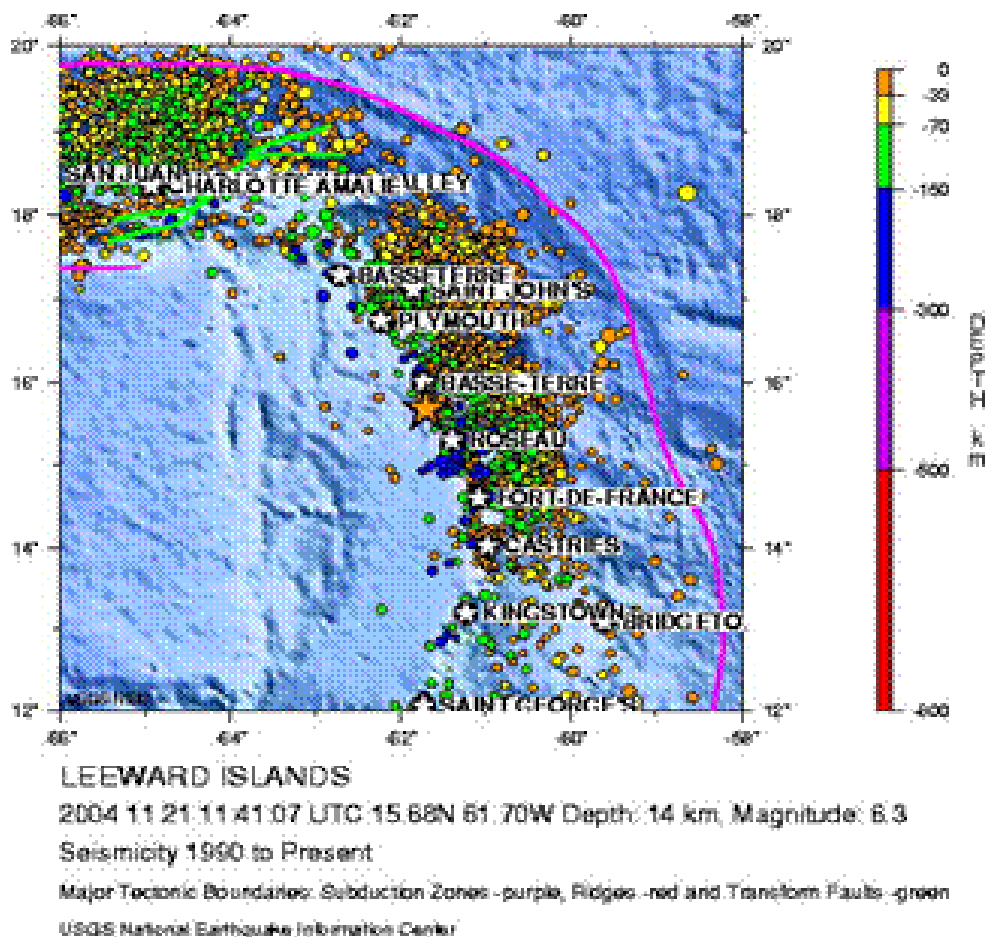 -66° -64° -62° -60° -58°
20° 20°
0
-33
-70
-150
-300
-500
-800
DEPTH KM
SAN JUAN
CHARLOTTE AMALIE
18° 18°
BASSETERRE
SAINT JOHN'S
PLYMOUTH
16° 16°
BASSE-TERRE
ROSEAU
FORT-DE-FRANCE
14° 14°
CASTRIES
KINGSTOWN
BRIDGETO
12° 12°
SAINT GEORGE'S
-66° -64° -62° -60° -58°
LEEWARD ISLANDS
2004 11 21 11:41:07 UTC 15.68N 61.70W Depth: 14 km, Magnitude: 6.3
Seismicity 1990 to Present
Major Tectonic Boundaries: Subduction Zones -purple, Ridges -red and Transform Faults -green
USGS National Earthquake Information Center